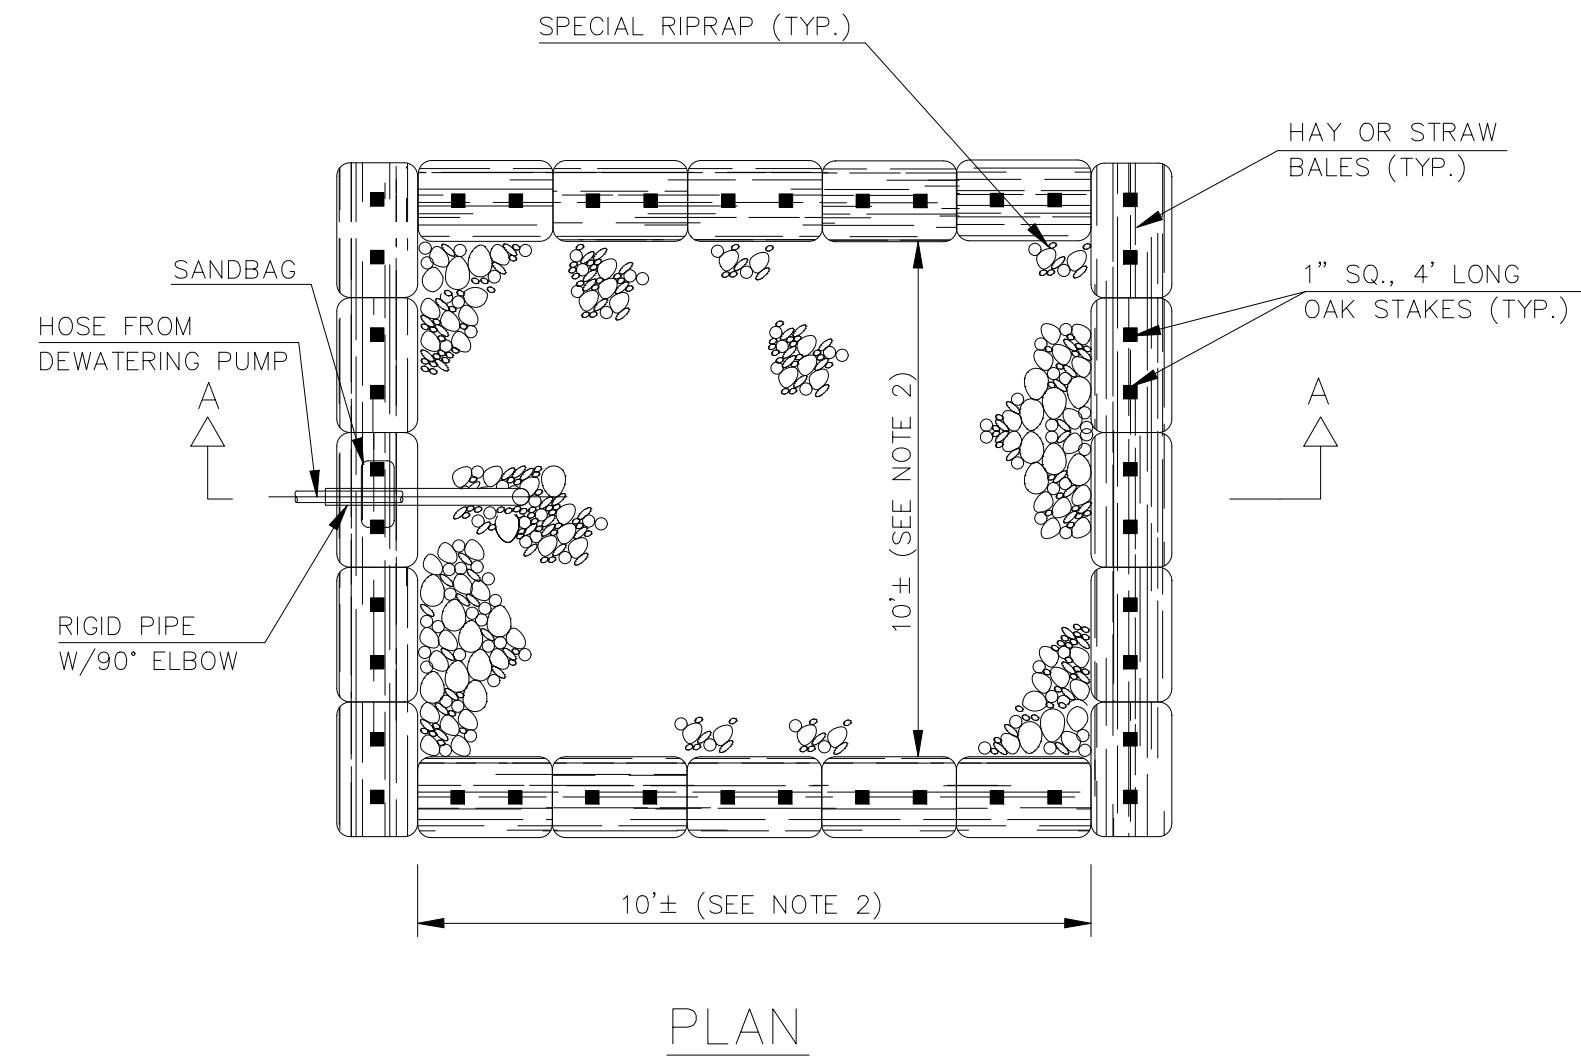 SPECIAL RIPRAP (TYP.)
HAY OR STRAW
BALES (TYP.)
SANDBAG
1" SQ., 4' LONG
OAK STAKES (TYP.)
HOSE FROM
DEWATERING PUMP
A
A
10'± (SEE NOTE 2)
RIGID PIPE
W/90° ELBOW
10'± (SEE NOTE 2)
PLAN